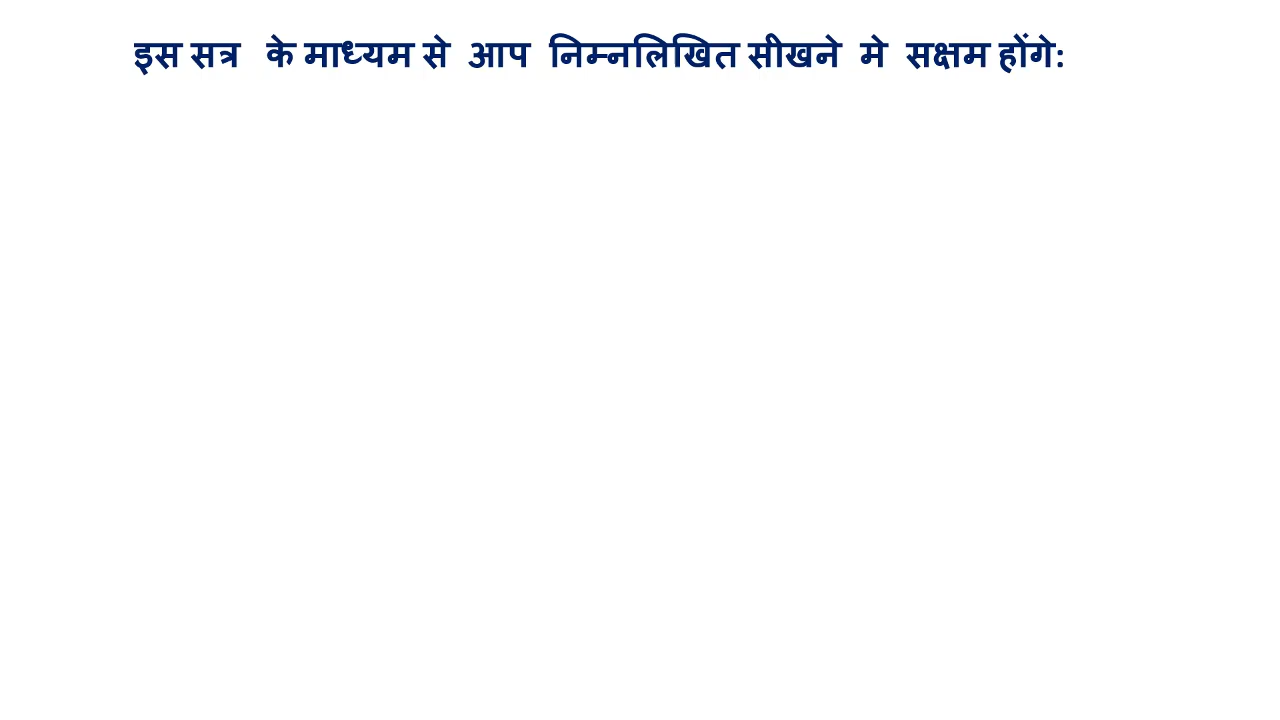 इस सत्र के माध्यम से आप निम्नलिखित सीखने मे सक्षम होंगे: